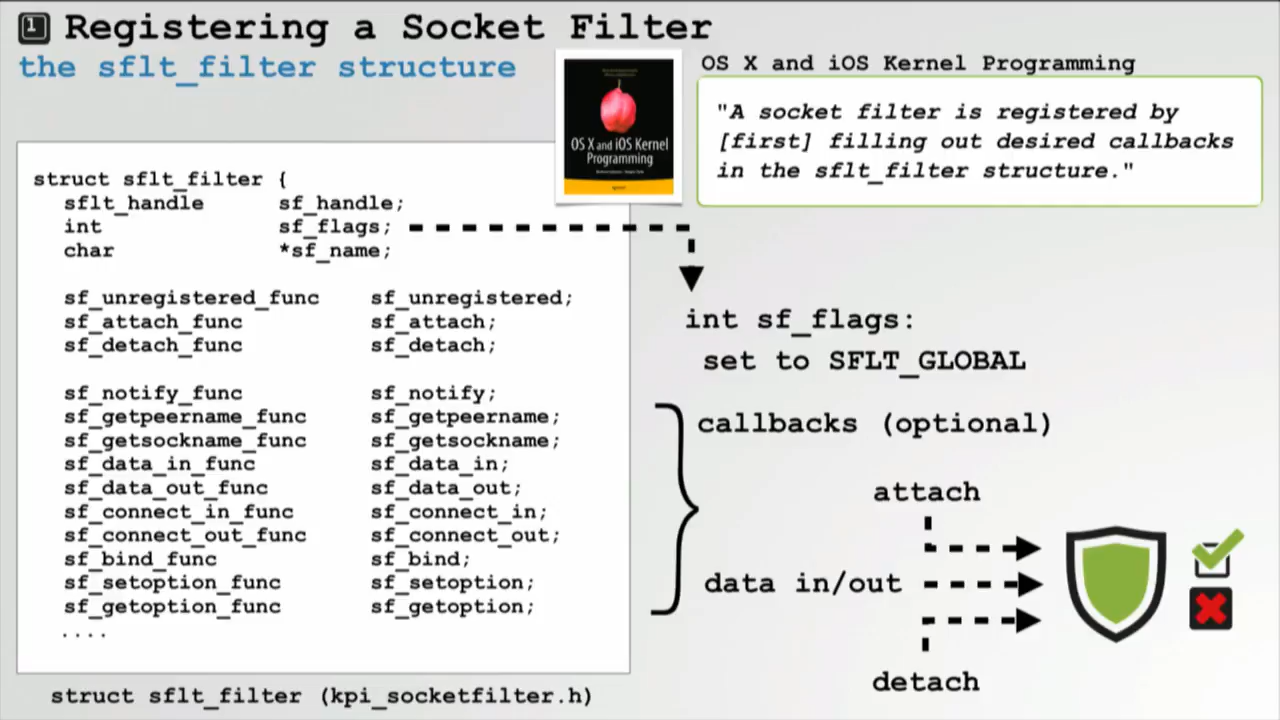 1 Registering a Socket Filter
the sflt_filter structure
OS X and iOS Kernel Programming
OS X and iOS Kernel
Programming
"A socket filter is registered by
[first] filling out desired callbacks
in the sflt_filter structure."
struct sflt_filter {
sflt_handle sf_handle;
int sf_flags;
char *sf_name;
sf_unregistered_func sf_unregistered;
sf_attach_func sf_attach;
sf_detach_func sf_detach;
sf_notify_func sf_notify;
sf_getpeername_func sf_getpeername;
sf_getsockname_func sf_getsockname;
sf_data_in_func sf_data_in;
sf_data_out_func sf_data_out;
sf_connect_in_func sf_connect_in;
sf_connect_out_func sf_connect_out;
sf_bind_func sf_bind;
sf_setoption_func sf_setoption;
sf_getoption_func sf_getoption;
....
struct sflt_filter (kpi_socketfilter.h)
int sf_flags:
set to SFLT_GLOBAL
callbacks (optional)
attach
data in/out
detach